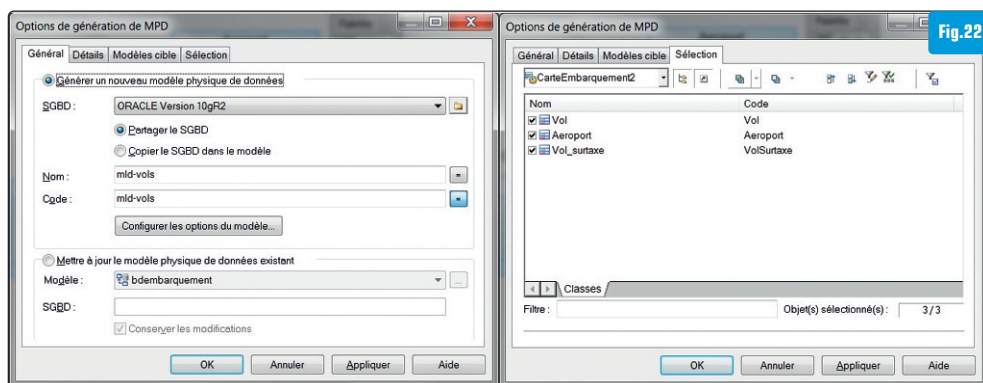 Options de génération de MPD
Général Détails Modèles cible Sélection
Générer un nouveau modèle physique de données
SGBD : ORACLE Version 10gR2
Partager le SGBD
Copier le SGBD dans le modèle
Nom : mld-vols
Code : mld-vols
Configurer les options du modèle...
Mettre à jour le modèle physique de données existant
Modèle : bdembarquement
SGBD :
Conserver les modifications
OK Annuler Appliquer Aide
Options de génération de MPD
Fig.22
Général Détails Modèles cible Sélection
CarteEmbarquement2
Nom Code
Vol Vol
Aeroport Aeroport
Vol_surtaxe VolSurtaxe
Classes
Filtre : Objet(s) sélectionné(s) : 3/3
OK Annuler Appliquer Aide